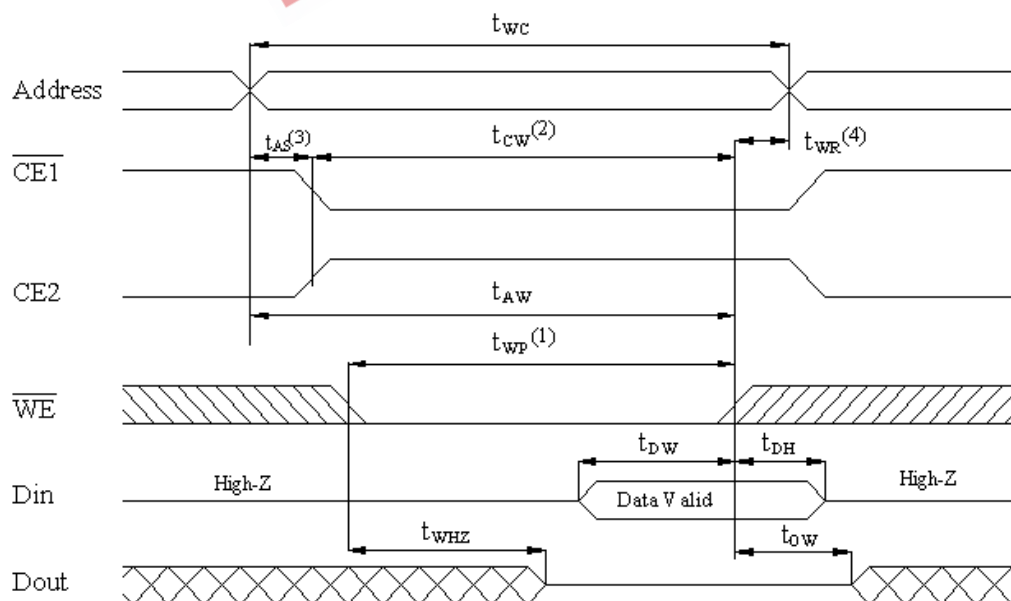 tWC
Address
tAS(3)
tCW(2)
tWR(4)
CE1
CE2
tAW
tWP(1)
WE
tDW
tDH
Din
High-Z
Data Valid
High-Z
tWHZ
tOW
Dout